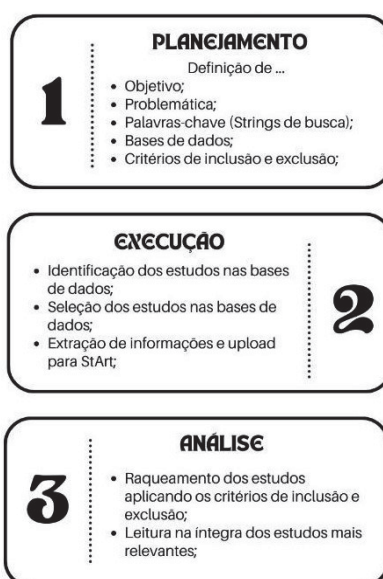 PLANEJAMENTO
1
Definição de ...
• Objetivo;
• Problemática;
• Palavras-chave (Strings de busca);
• Bases de dados;
• Critérios de inclusão e exclusão;
EXECUÇÃO
• Identificação dos estudos nas bases
de dados;
• Seleção dos estudos nas bases de
dados;
• Extração de informações e upload
para StArt;
2
ANÁLISE
3
• Raqueamento dos estudos
aplicando os critérios de inclusão e
exclusão;
• Leitura na íntegra dos estudos mais
relevantes;